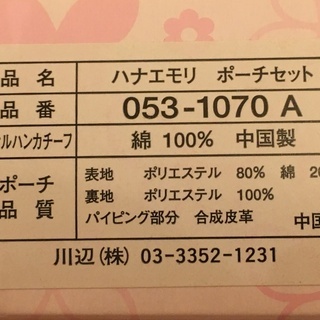 品 名 ハナエモリ ポーチセット
品 番 053-1070 A
オルハンカチーフ 綿 100% 中国製
ポーチ
品 質
表地 ポリエステル 80% 綿 20
裏地 ポリエステル 100%
パイピング部分 合成皮革 中国
川辺(株) 03-3352-1231